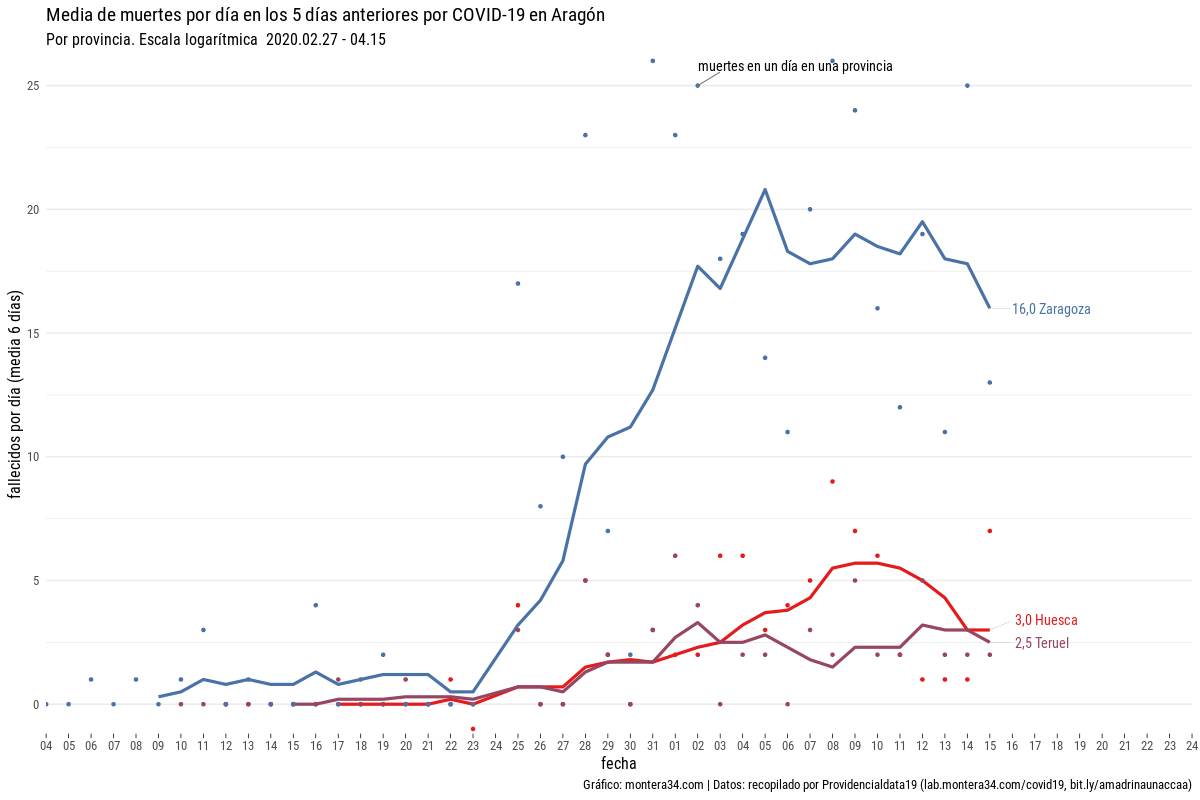 Media de muertes por día en los 5 días anteriores por COVID-19 en Aragón
Por provincia. Escala logarítmica 2020.02.27 - 04.15
muertes en un día en una provincia
fallecidos por día (media 6 días)
25
20
15
10
5
0
16,0 Zaragoza
3,0 Huesca
2,5 Teruel
04 05 06 07 08 09 10 11 12 13 14 15 16 17 18 19 20 21 22 23 24 25 26 27 28 29 30 31 01 02 03 04 05 06 07 08 09 10 11 12 13 14 15 16 17 18 19 20 21 22 23 24
fecha
Gráfico: montera34.com | Datos: recopilado por Providencialdata19 (lab.montera34.com/covid19, bit.ly/amadrinaunaccaa)